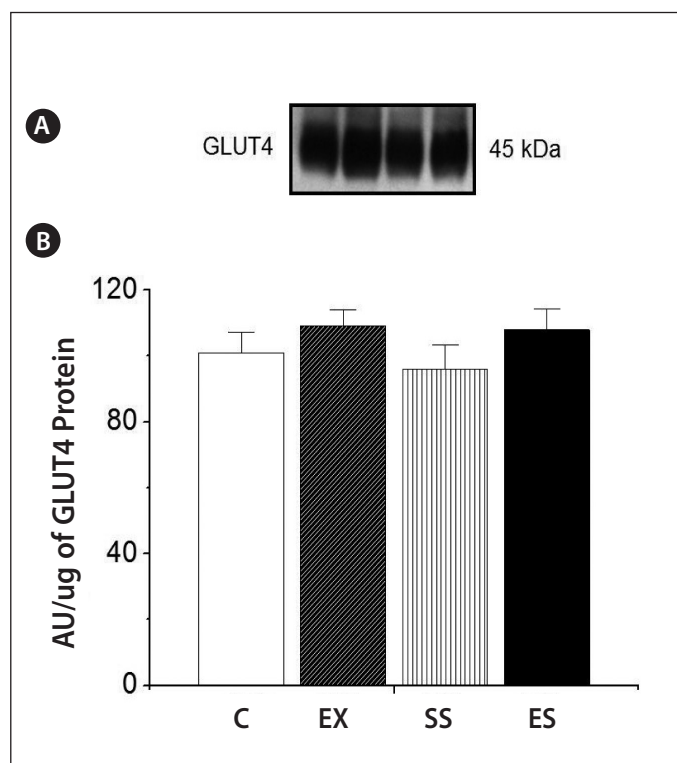 A
GLUT4 45 kDa
B
AU/ug of GLUT4 Protein
120
80
40
0
C EX SS ES